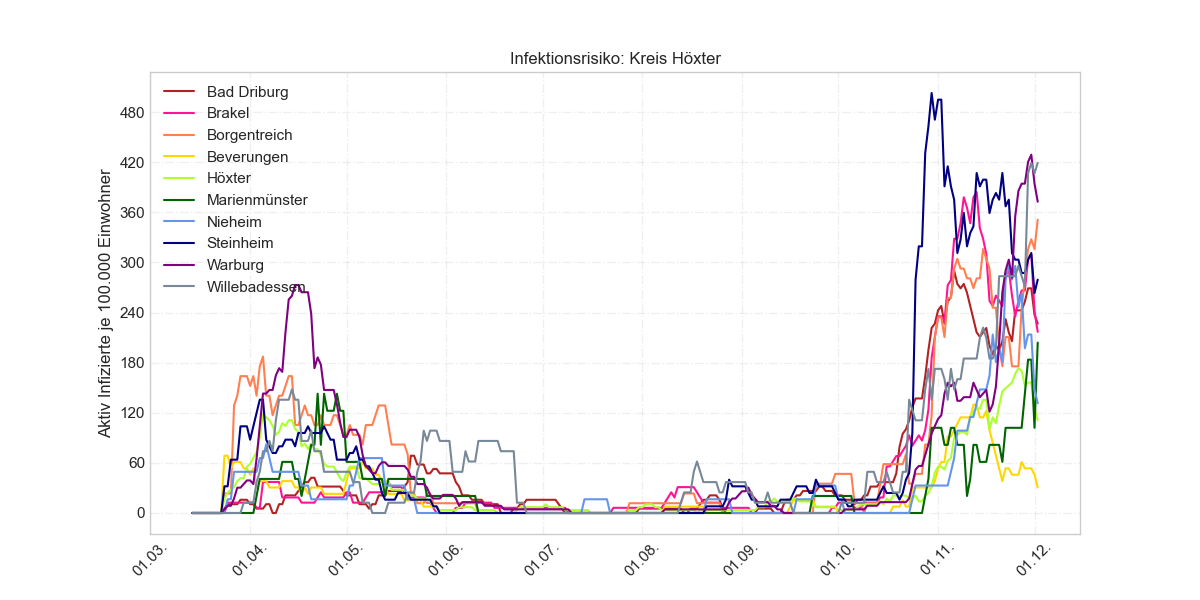 Infektionsrisiko: Kreis Höxter
Aktiv Infizierte je 100.000 Einwohner
480
420
360
300
240
180
120
60
0
Bad Driburg
Brakel
Borgentreich
Beverungen
Höxter
Marienmünster
Nieheim
Steinheim
Warburg
Willebadessen
01.03.
01.04.
01.05.
01.06.
01.07.
01.08.
01.09.
01.10.
01.11.
01.12.